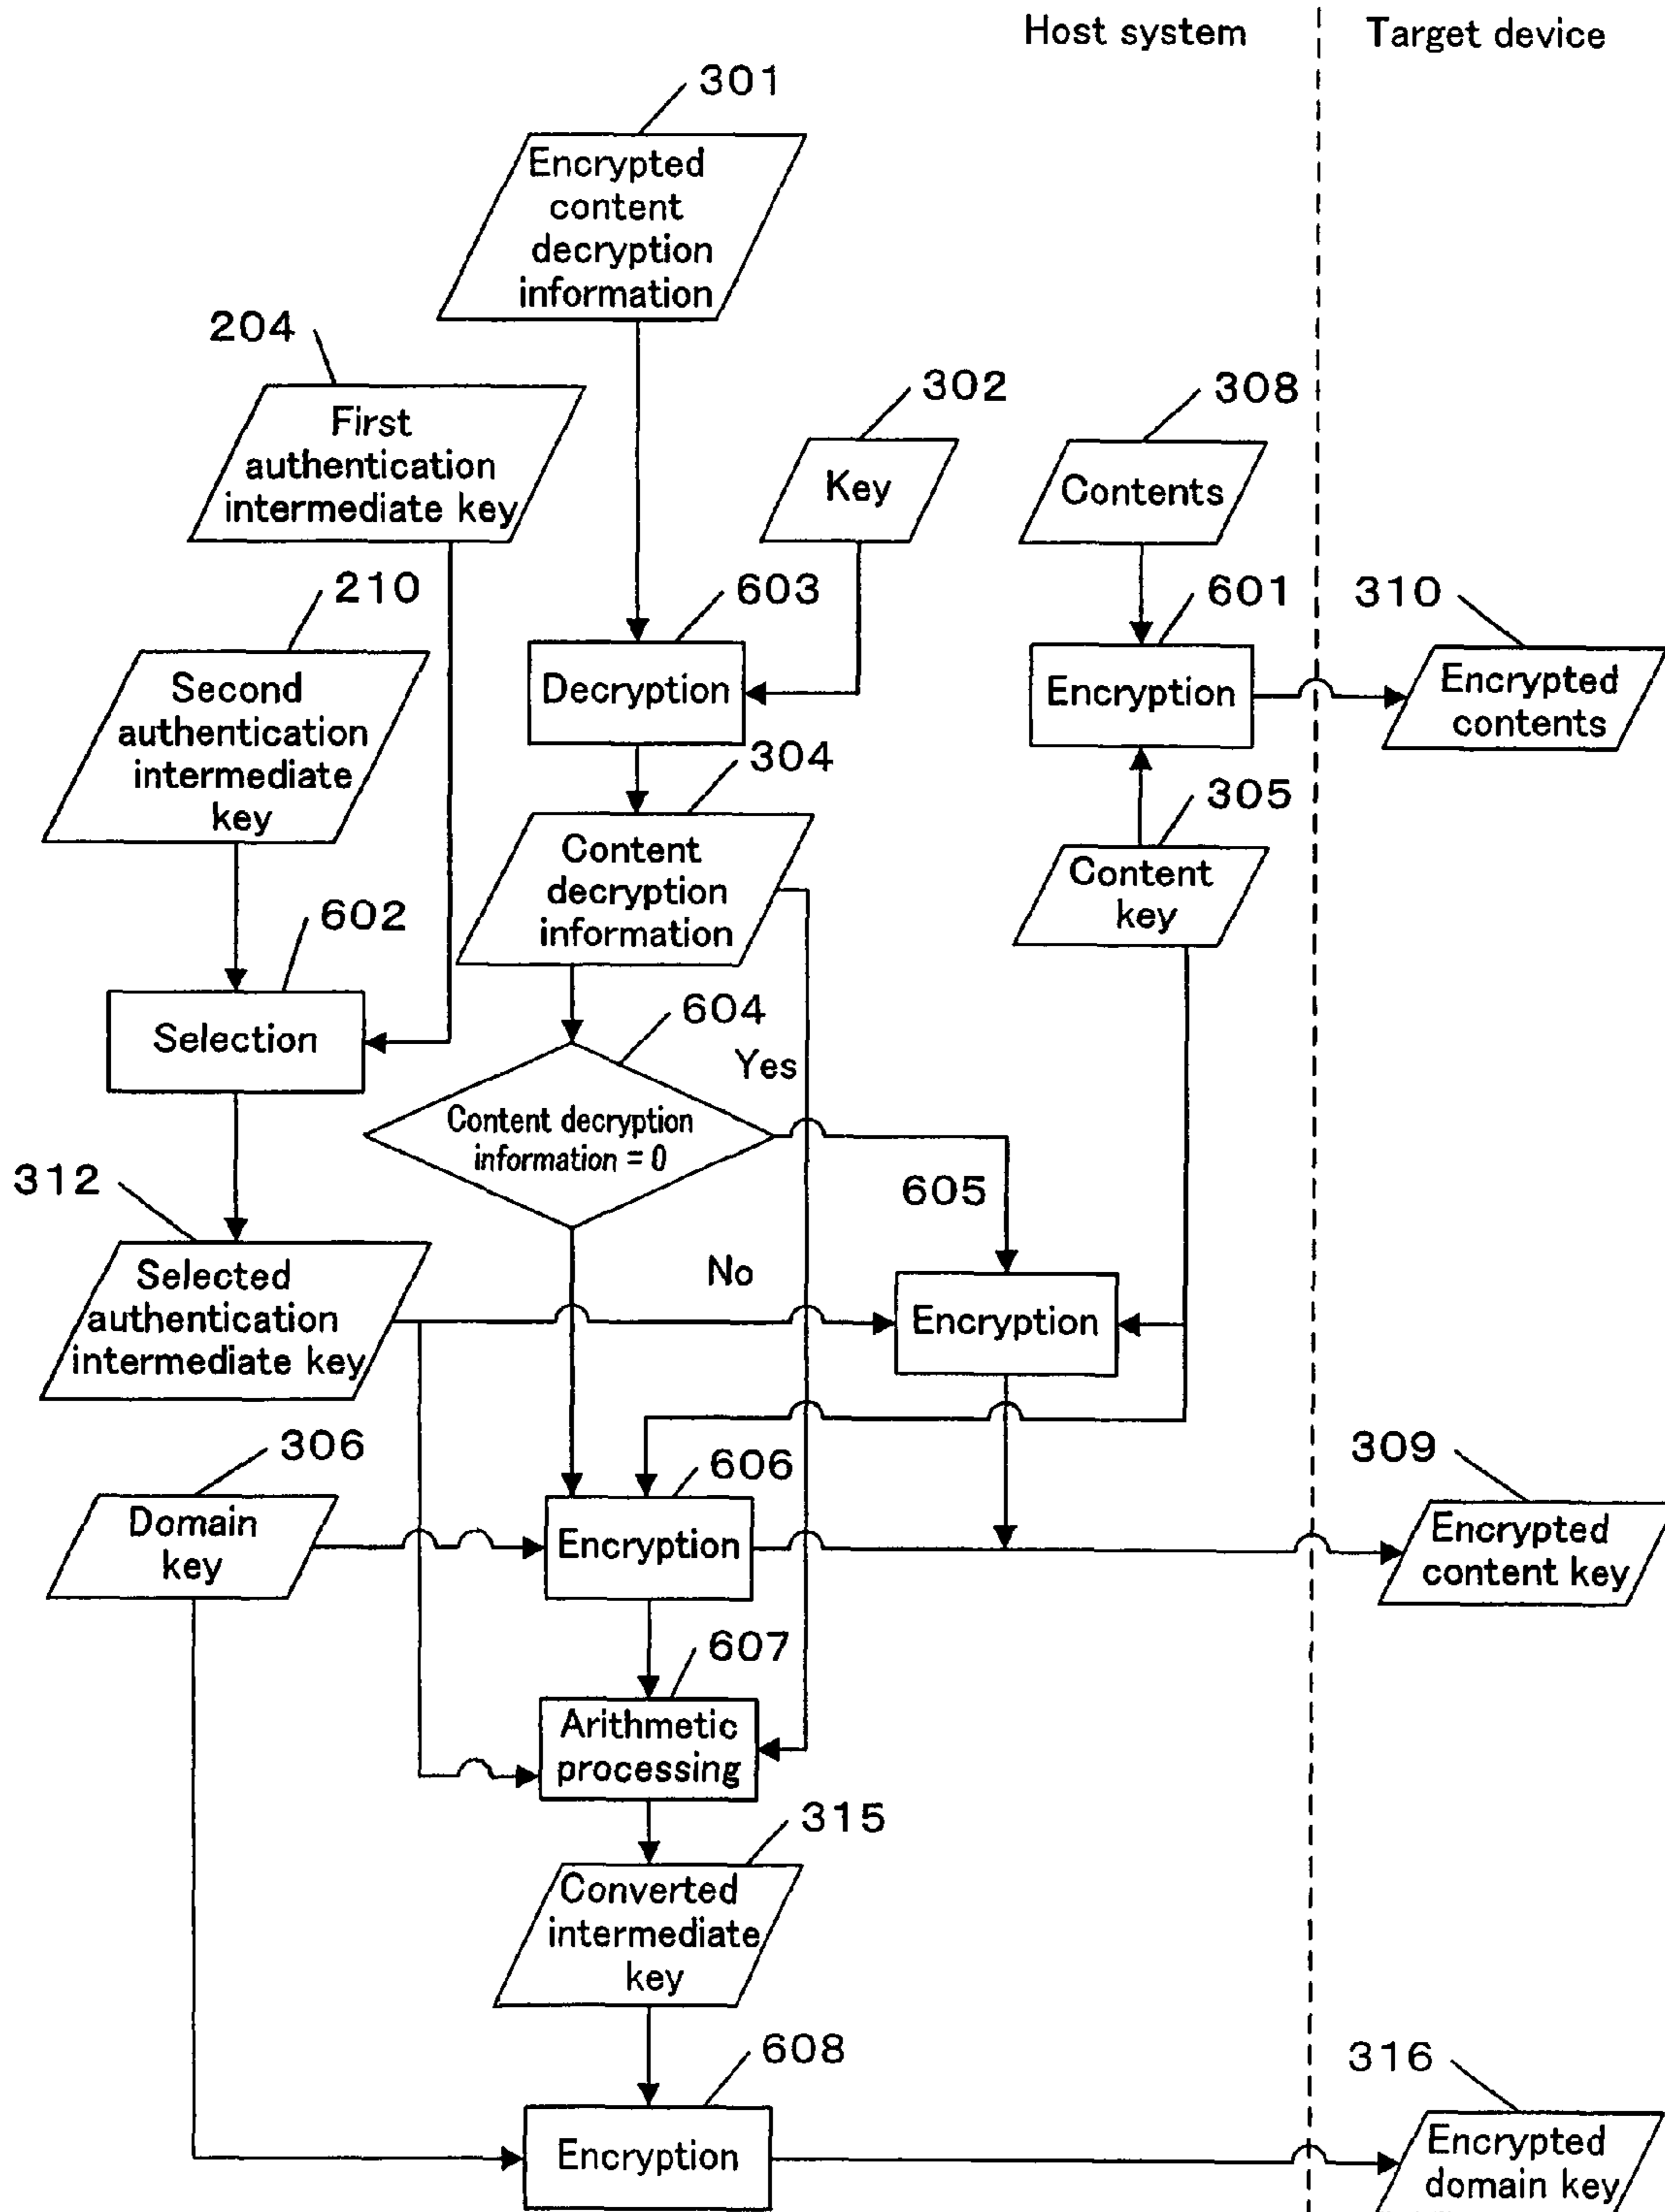 Host system
Target device
301
Encrypted
content
decryption
information
204
First
authentication
intermediate key
302
Key
308
Contents
210
Second
authentication
intermediate
key
603
Decryption
601
Encryption
310
Encrypted
contents
304
Content
decryption
information
305
Content
key
602
Selection
604
Yes
Content decryption
information = 0
605
312
Selected
authentication
intermediate key
No
Encryption
306
Domain
key
606
Encryption
309
Encrypted
content key
607
Arithmetic
processing
315
Converted
intermediate
key
608
Encryption
316
Encrypted
domain key